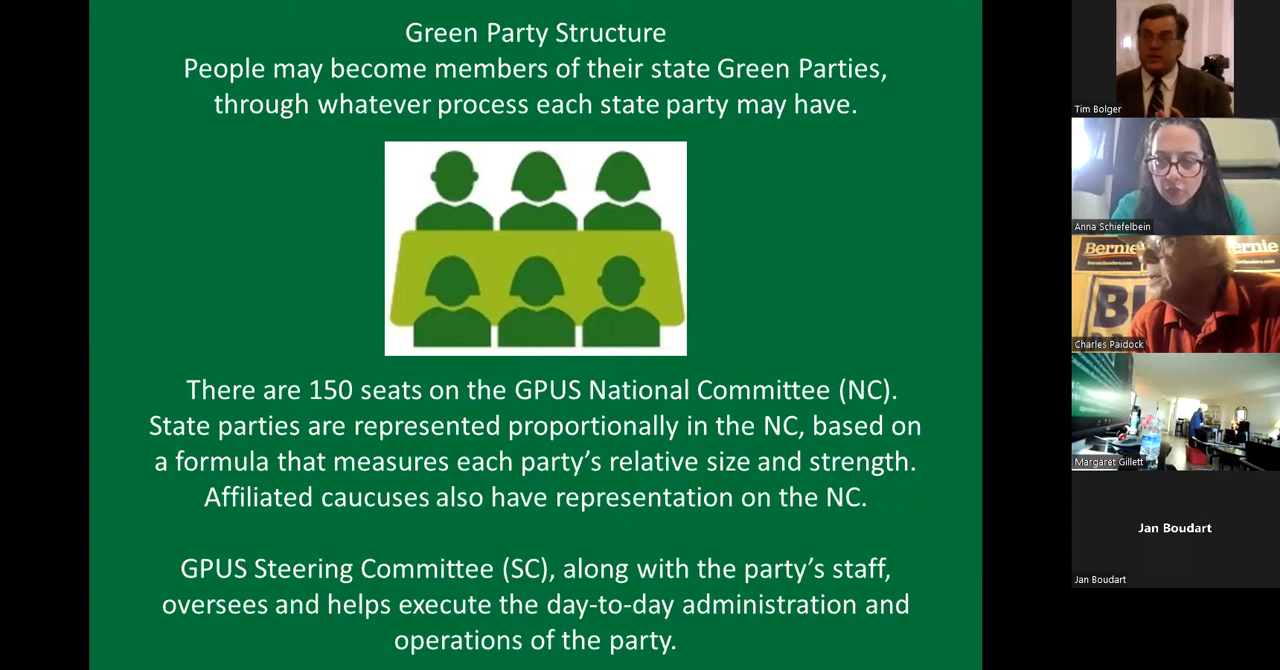 Green Party Structure
People may become members of their state Green Parties,
through whatever process each state party may have.
There are 150 seats on the GPUS National Committee (NC).
State parties are represented proportionally in the NC, based on
a formula that measures each party’s relative size and strength.
Affiliated caucuses also have representation on the NC.
GPUS Steering Committee (SC), along with the party’s staff,
oversees and helps execute the day-to-day administration and
operations of the party.
Tim Bolger
Anna Schiefelbein
Bernie
ernie
Charles Paidock
Margaret Gillett
Jan Boudart
Jan Boudart